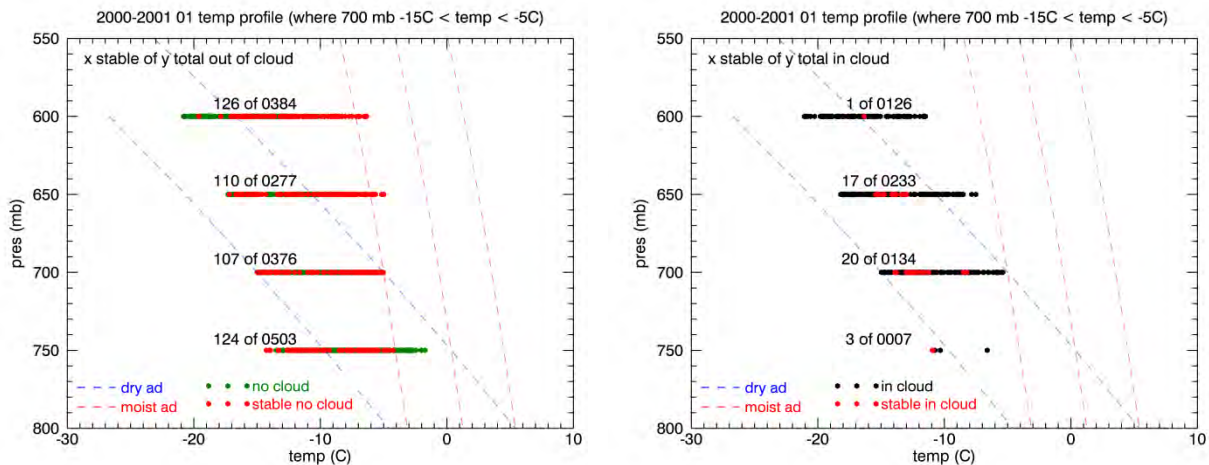 2000-2001 01 temp profile (where 700 mb -15C < temp < -5C)
550
x stable of y total out of cloud
126 of 0384
600
110 of 0277
650
pres (mb)
107 of 0376
700
124 of 0503
750
dry ad
no cloud
moist ad
stable no cloud
800
-30 -20 -10 0 10
temp (C)
2000-2001 01 temp profile (where 700 mb -15C < temp < -5C)
550
x stable of y total in cloud
1 of 0126
600
17 of 0233
650
pres (mb)
20 of 0134
700
3 of 0007
750
dry ad
in cloud
moist ad
stable in cloud
800
-30 -20 -10 0 10
temp (C)